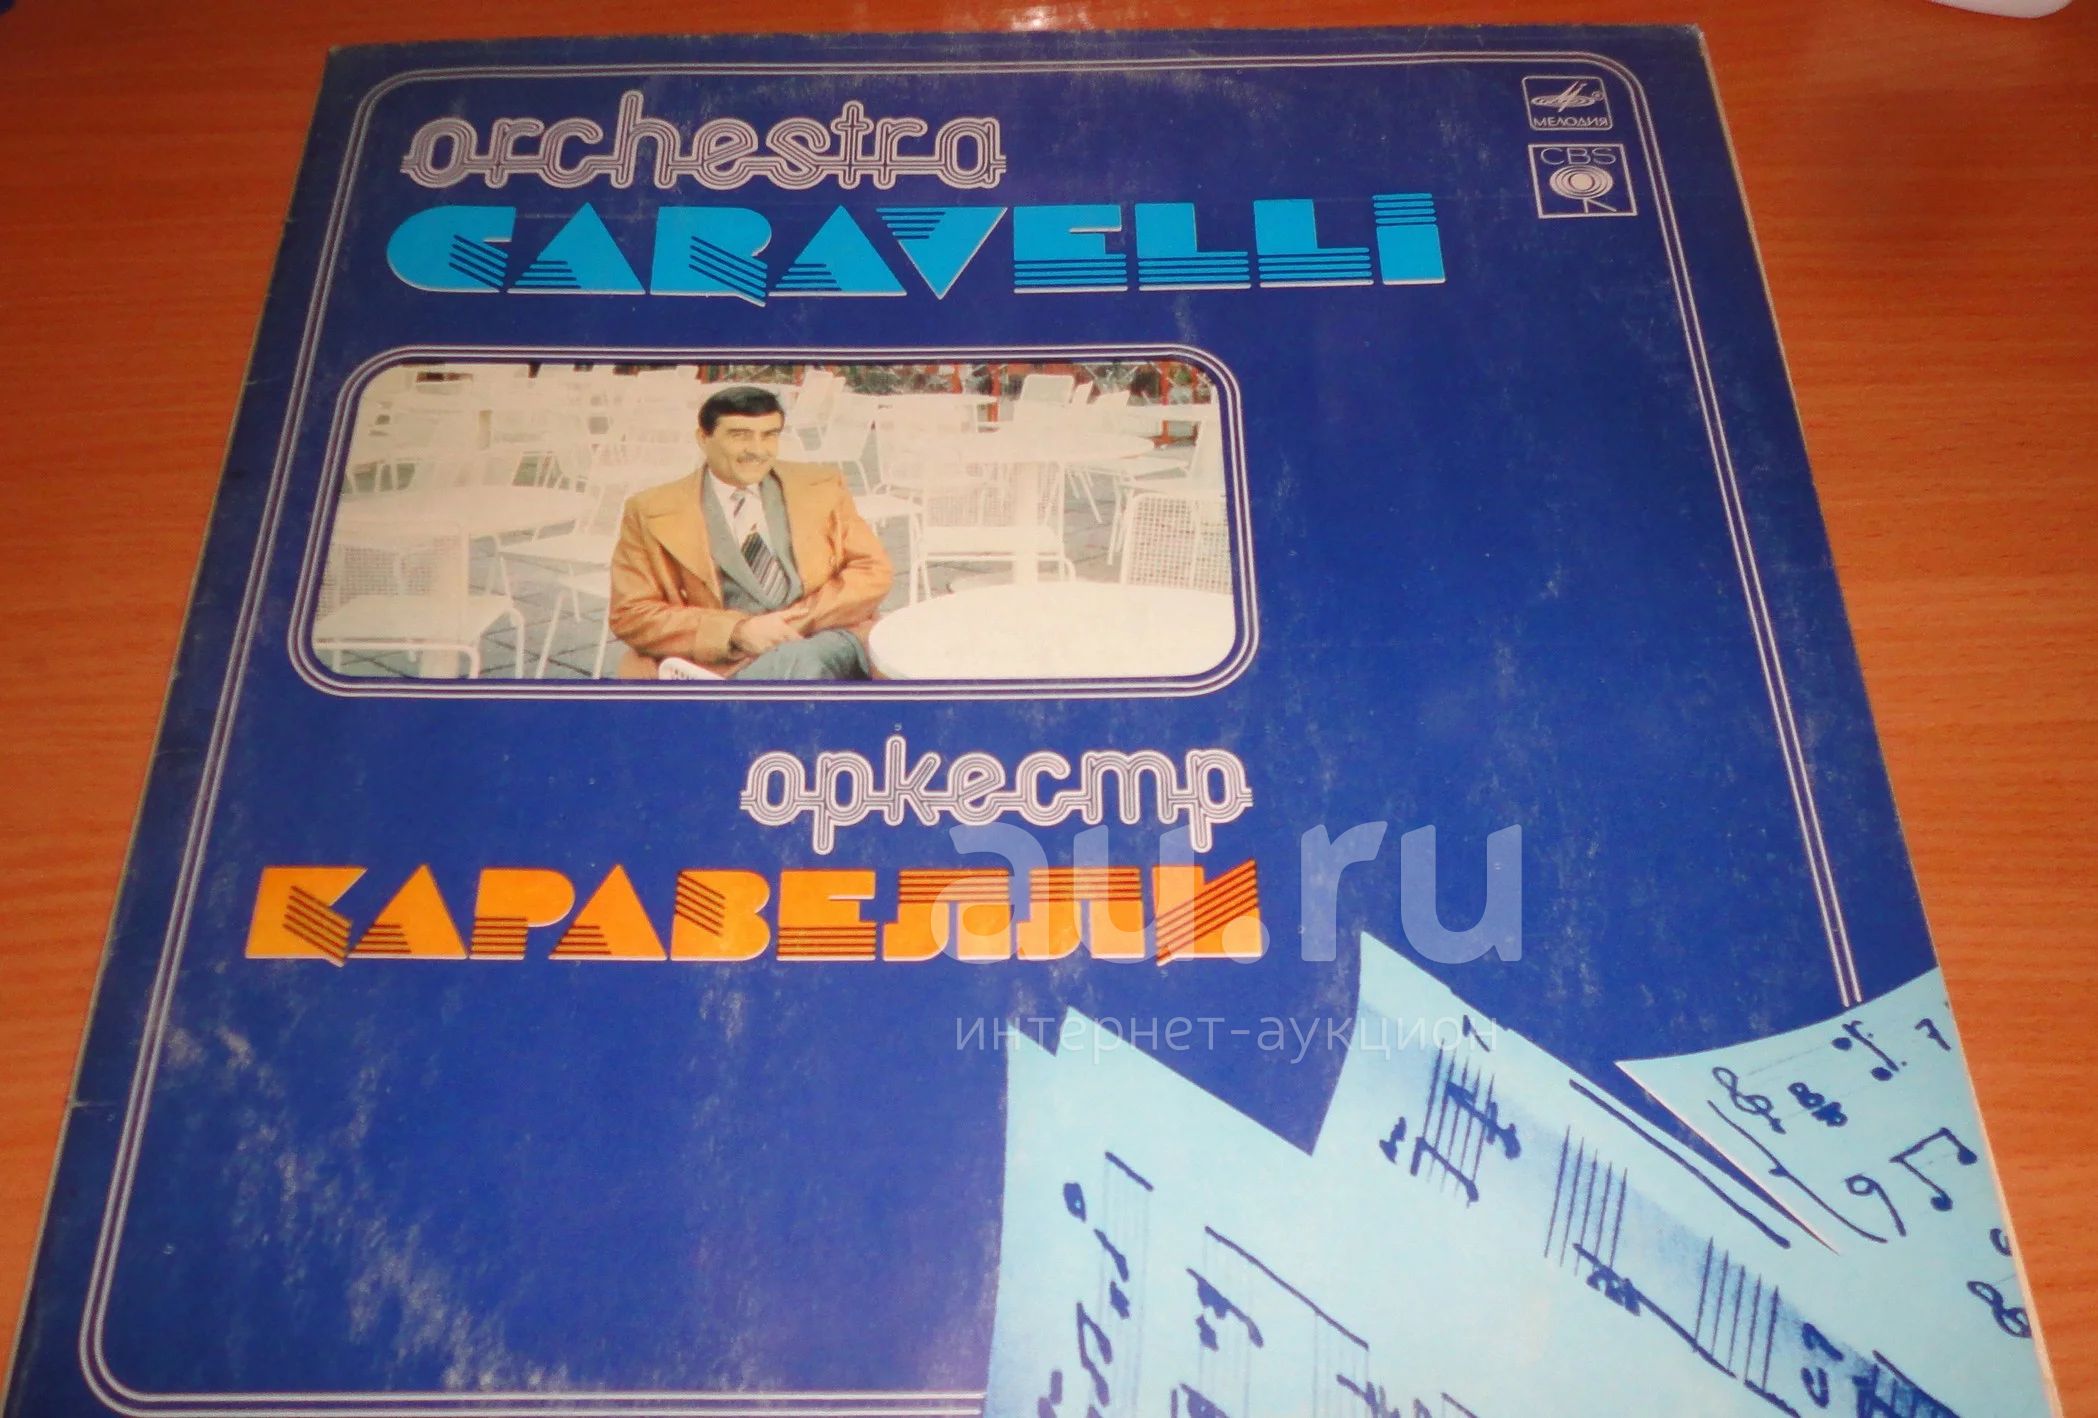 orchestra
CARAVELLI
МЕЛОДИЯ
CBS
оркестр
КАРАВЕЛЛИ
au.ru
интернет-аукцион